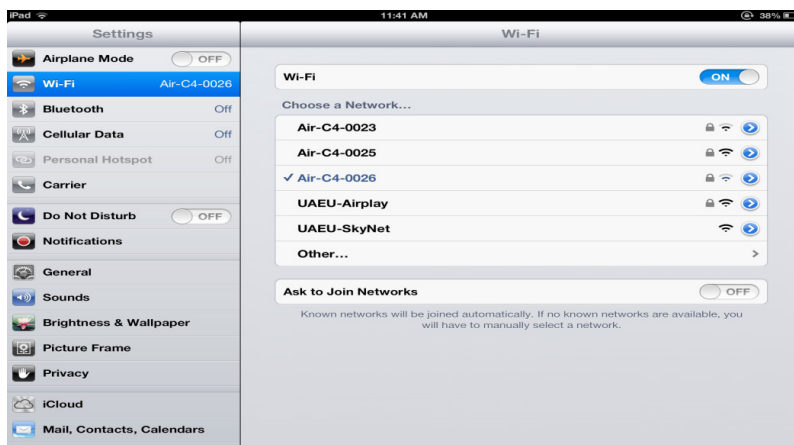 iPad 11:41 AM 38%
Settings
Wi-Fi
Airplane Mode OFF
Wi-Fi Air-C4-0026
Bluetooth Off
Cellular Data Off
Personal Hotspot Off
Carrier
Do Not Disturb OFF
Notifications
General
Sounds
Brightness & Wallpaper
Picture Frame
Privacy
iCloud
Mail, Contacts, Calendars
Wi-Fi ON
Choose a Network...
Air-C4-0023
Air-C4-0025
Air-C4-0026
UAEU-Airplay
UAEU-SkyNet
Other...
Ask to Join Networks OFF
Known networks will be joined automatically. If no known networks are available, you
will have to manually select a network.